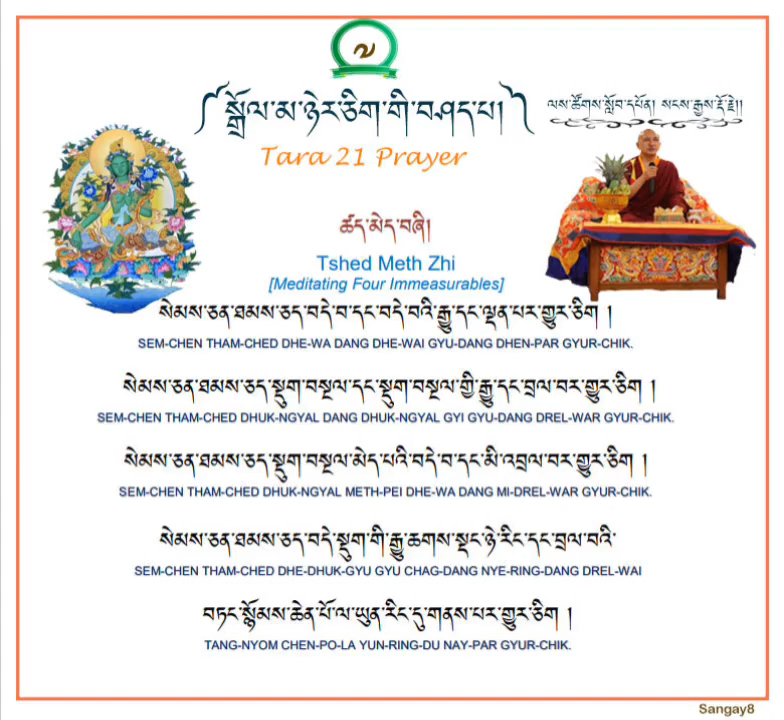 ༧
༼སྒྲོལ་མ་ཉེར་ཅིག་གི་བཤད་པ།༽
ལས་ཚོགས་སློབ་དཔོན། སངས་རྒྱས་རྡོ་རྗེ།།
Tara 21 Prayer
ཚད་མེད་བཞི།
Tshed Meth Zhi
[Meditating Four Immeasurables]
སེམས་ཅན་ཐམས་ཅད་བདེ་བ་དང་བདེ་བའི་རྒྱུ་དང་ལྡན་པར་གྱུར་ཅིག །
SEM-CHEN THAM-CHED DHE-WA DANG DHE-WAI GYU-DANG DHEN-PAR GYUR-CHIK.
སེམས་ཅན་ཐམས་ཅད་སྡུག་བསྔལ་དང་སྡུག་བསྔལ་གྱི་རྒྱུ་དང་བྲལ་བར་གྱུར་ཅིག །
SEM-CHEN THAM-CHED DHUK-NGYAL DANG DHUK-NGYAL GYI GYU-DANG DREL-WAR GYUR-CHIK.
སེམས་ཅན་ཐམས་ཅད་སྡུག་བསྔལ་མེད་པའི་བདེ་བ་དང་མི་འབྲལ་བར་གྱུར་ཅིག །
SEM-CHEN THAM-CHED DHUK-NGYAL METH-PEI DHE-WA DANG MI-DREL-WAR GYUR-CHIK.
སེམས་ཅན་ཐམས་ཅད་བདེ་སྡུག་གི་རྒྱུ་ཆགས་སྡང་ཉེ་རིང་དང་བྲལ་བའི་
SEM-CHEN THAM-CHED DHE-DHUK-GYU GYU CHAG-DANG NYE-RING-DANG DREL-WAI
བཏང་སྙོམས་ཆེན་པོ་ལ་ཡུན་རིང་དུ་གནས་པར་གྱུར་ཅིག །
TANG-NYOM CHEN-PO-LA YUN-RING-DU NAY-PAR GYUR-CHIK.
Sangay8